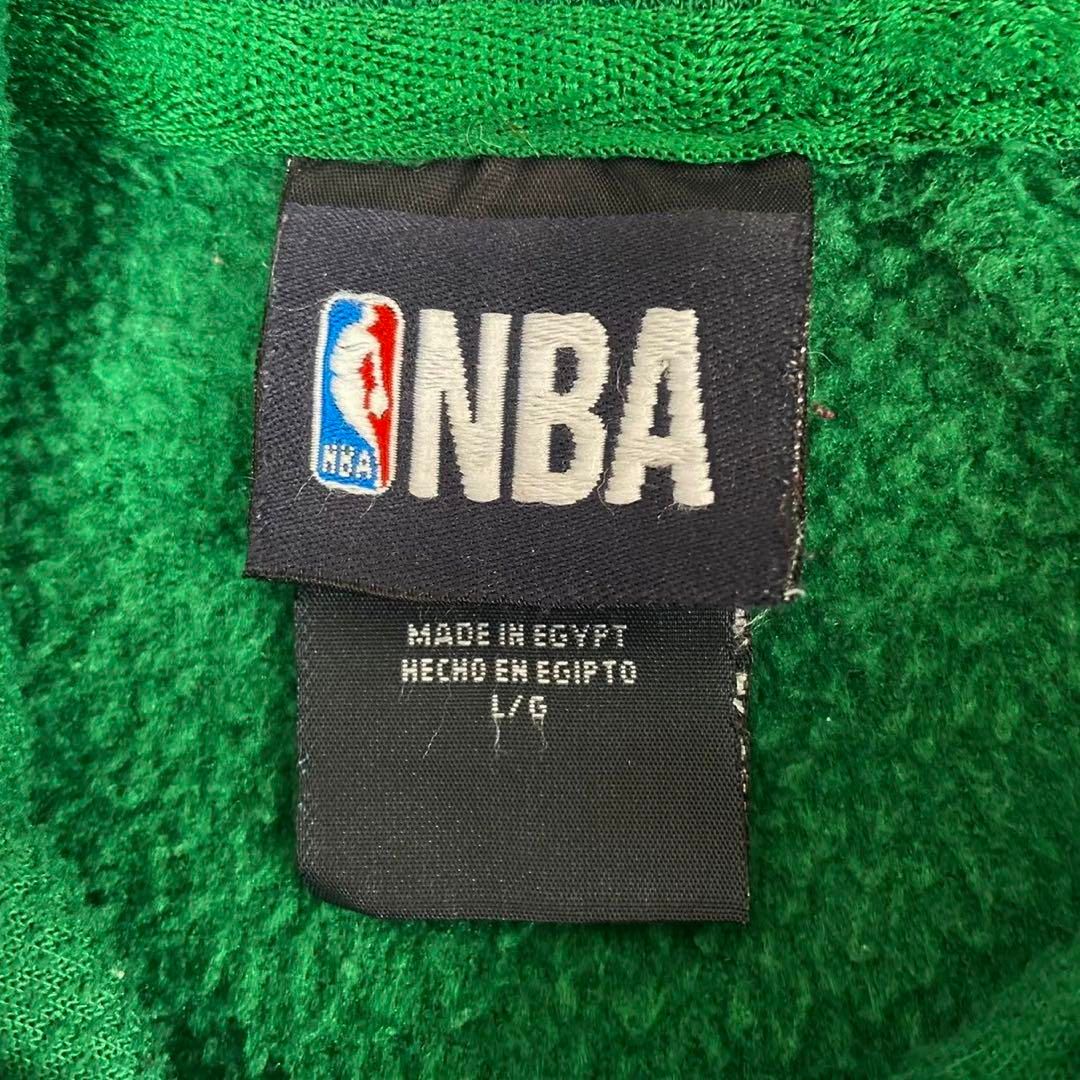 NBA
NBA
MADE IN EGYPT
HECHO EN EGIPTO
L/G